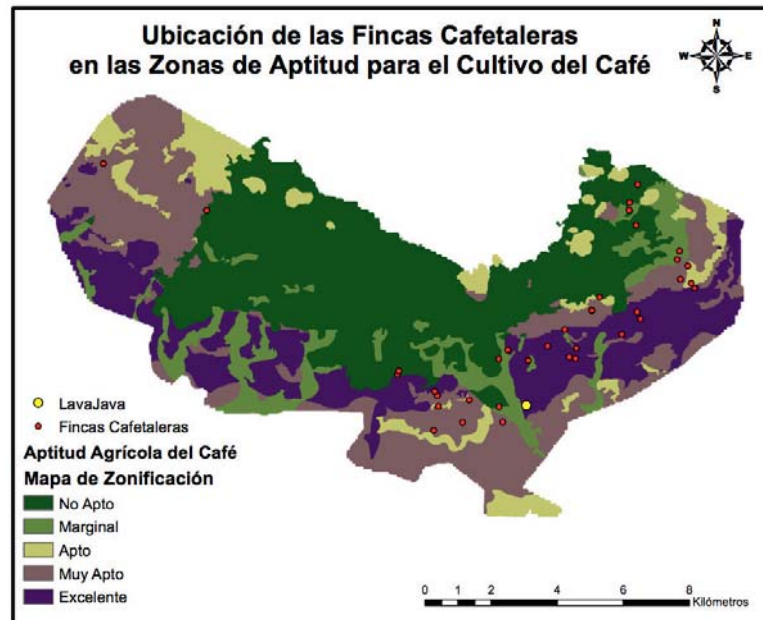 Ubicación de las Fincas Cafetaleras
en las Zonas de Aptitud para el Cultivo del Café
N
W
E
S
LavaJava
Fincas Cafetaleras
Aptitud Agrícola del Café
Mapa de Zonificación
No Apto
Marginal
Apto
Muy Apto
Excelente
0 2 4 6 8
Kilómetros